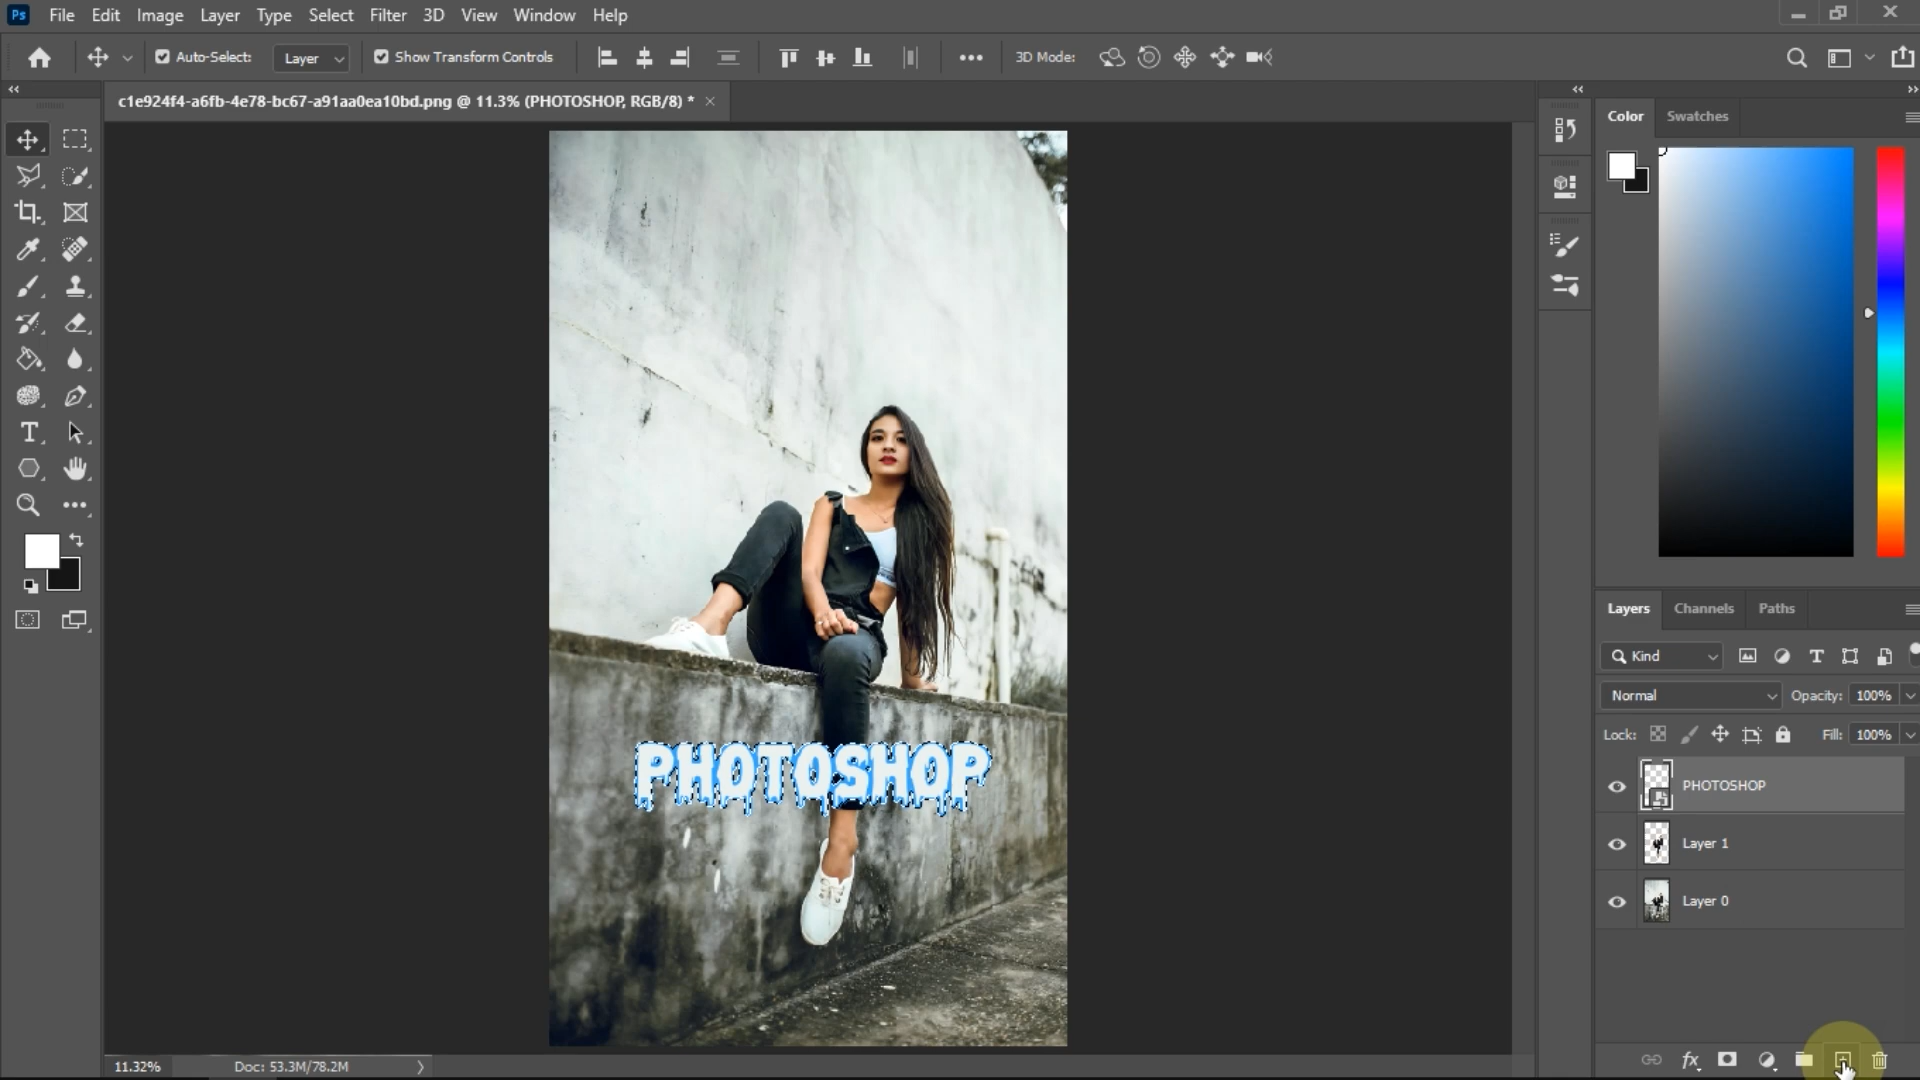 Ps File Edit Image Layer Type Select Filter 3D View Window Help
Auto-Select: Layer Show Transform Controls 3D Mode:
c1e924f4-a6fb-4e78-bc67-a91aa0ea10bd.png @ 11.3% (PHOTOSHOP, RGB/8) *
Color Swatches
T
PHOTOSHOP
Layers Channels Paths
Kind T
Normal Opacity: 100%
Lock: Fill: 100%
PHOTOSHOP
Layer 1
Layer 0
fx
11.32% Doc: 53.3M/78.2M